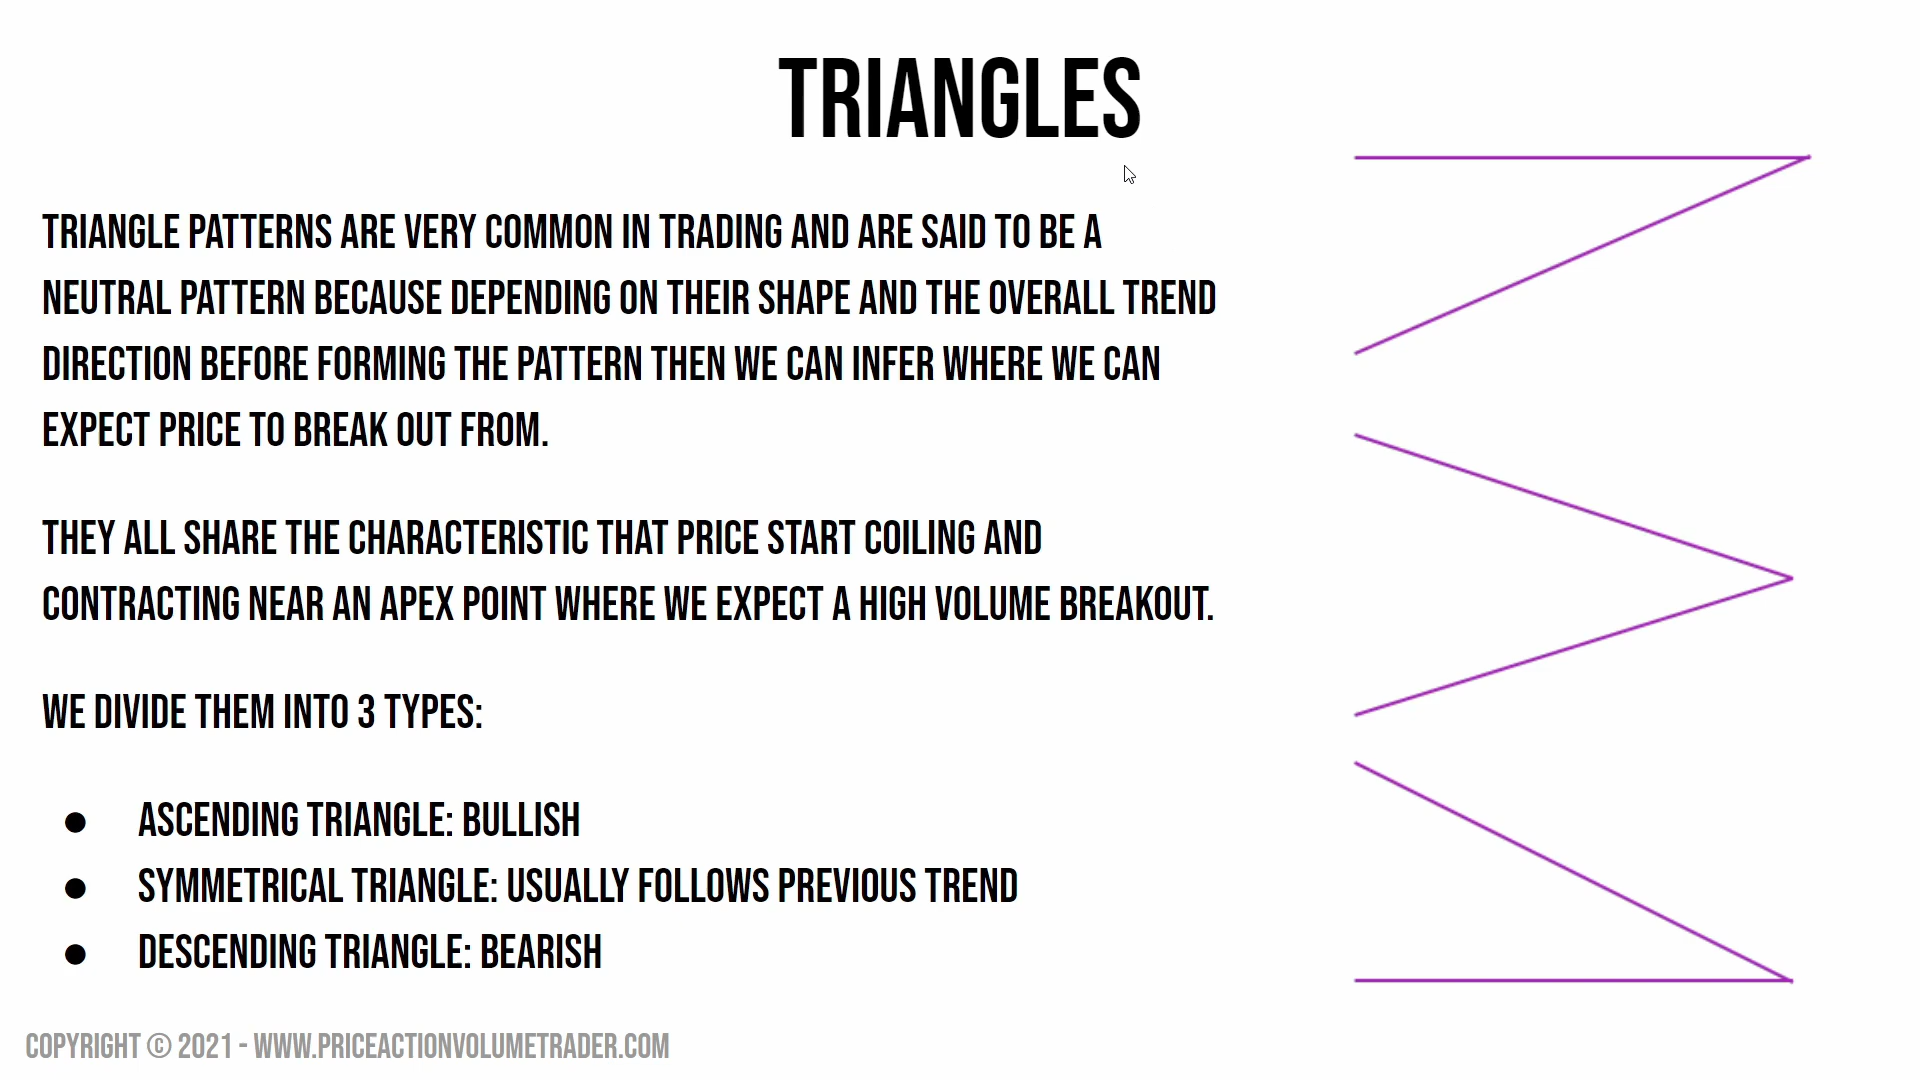 TRIANGLES
TRIANGLE PATTERNS ARE VERY COMMON IN TRADING AND ARE SAID TO BE A
NEUTRAL PATTERN BECAUSE DEPENDING ON THEIR SHAPE AND THE OVERALL TREND
DIRECTION BEFORE FORMING THE PATTERN THEN WE CAN INFER WHERE WE CAN
EXPECT PRICE TO BREAK OUT FROM.
THEY ALL SHARE THE CHARACTERISTIC THAT PRICE START COILING AND
CONTRACTING NEAR AN APEX POINT WHERE WE EXPECT A HIGH VOLUME BREAKOUT.
WE DIVIDE THEM INTO 3 TYPES:
● ASCENDING TRIANGLE: BULLISH
● SYMMETRICAL TRIANGLE: USUALLY FOLLOWS PREVIOUS TREND
● DESCENDING TRIANGLE: BEARISH
COPYRIGHT © 2021 - WWW.PRICEACTIONVOLUMETRADER.COM